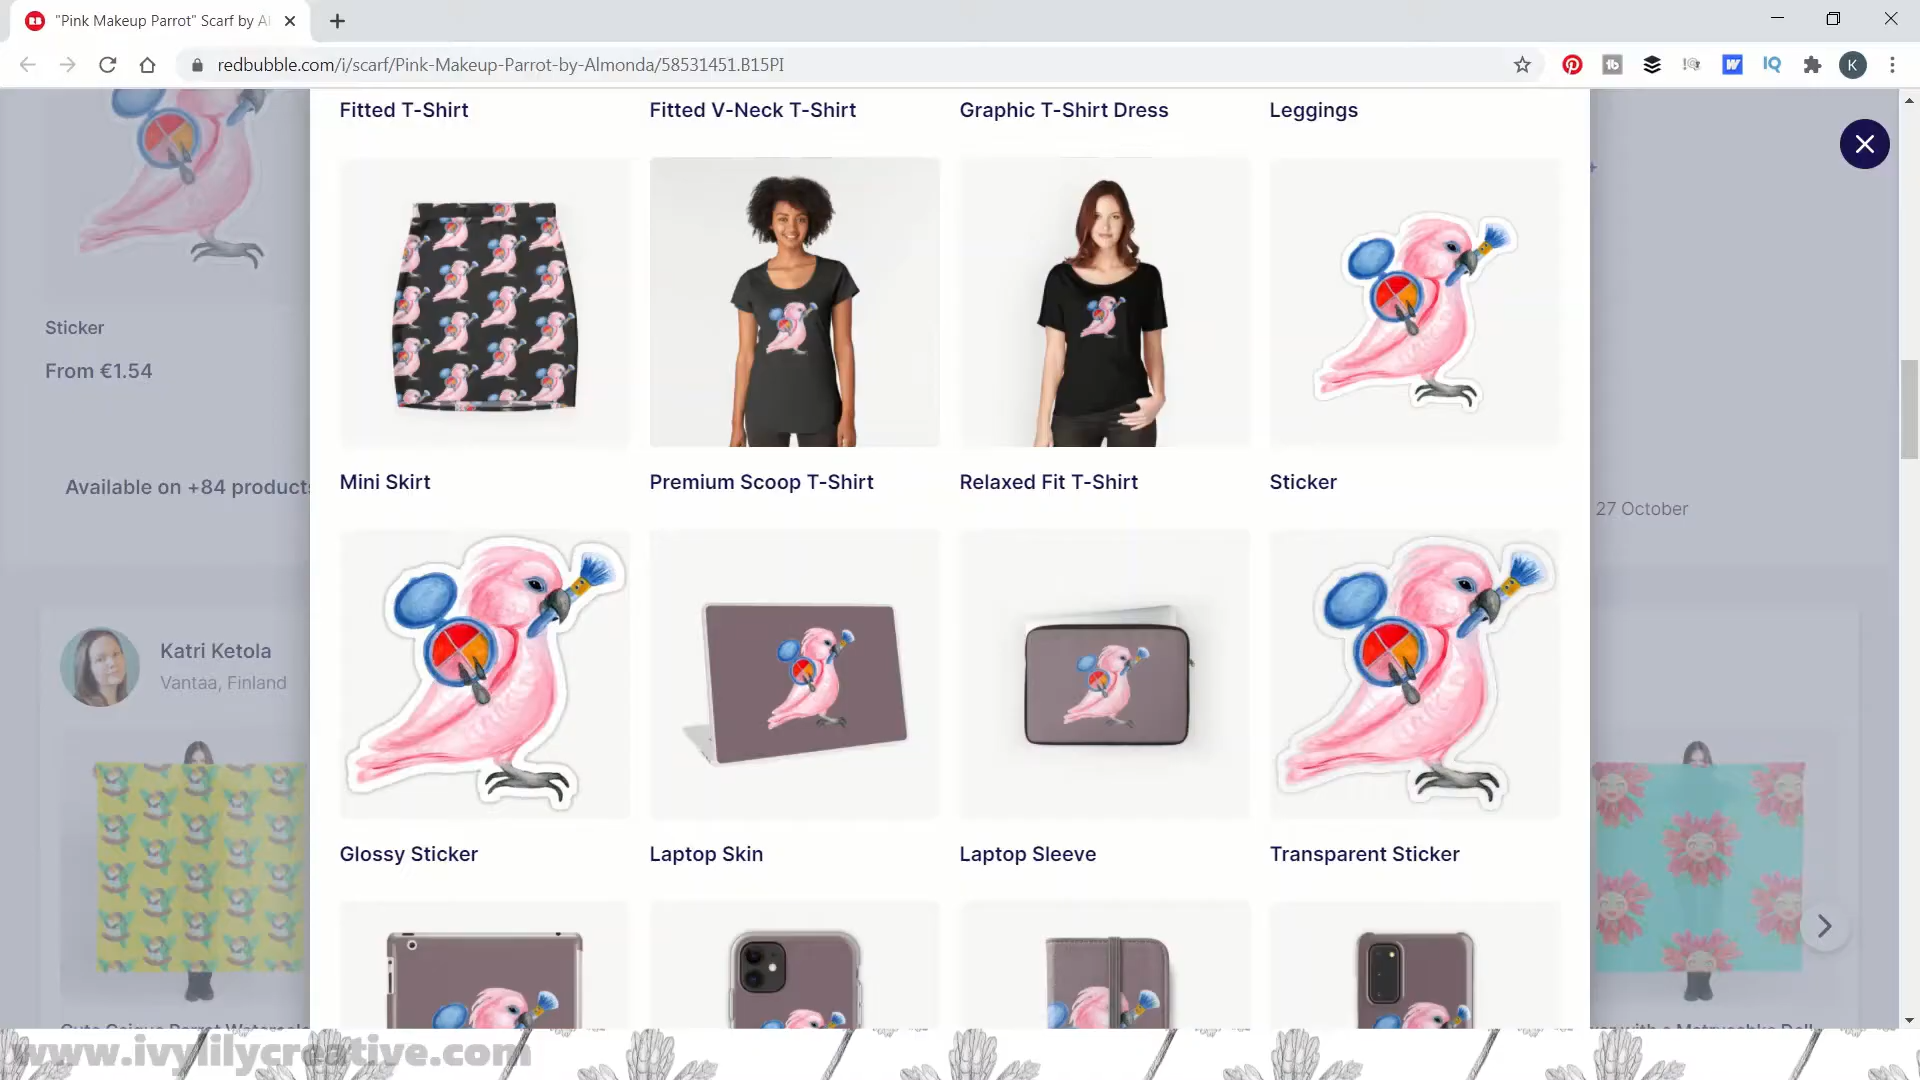 "Pink Makeup Parrot" Scarf by Al
redbubble.com/i/scarf/Pink-Makeup-Parrot-by-Almonda/58531451.B15PI
K
Fitted T-Shirt
Fitted V-Neck T-Shirt
Graphic T-Shirt Dress
Leggings
Sticker
From €1.54
Mini Skirt
Premium Scoop T-Shirt
Relaxed Fit T-Shirt
Sticker
Available on +84 products
27 October
Katri Ketola
Vantaa, Finland
Glossy Sticker
Laptop Skin
Laptop Sleeve
Transparent Sticker
www.ivylilycreative.com